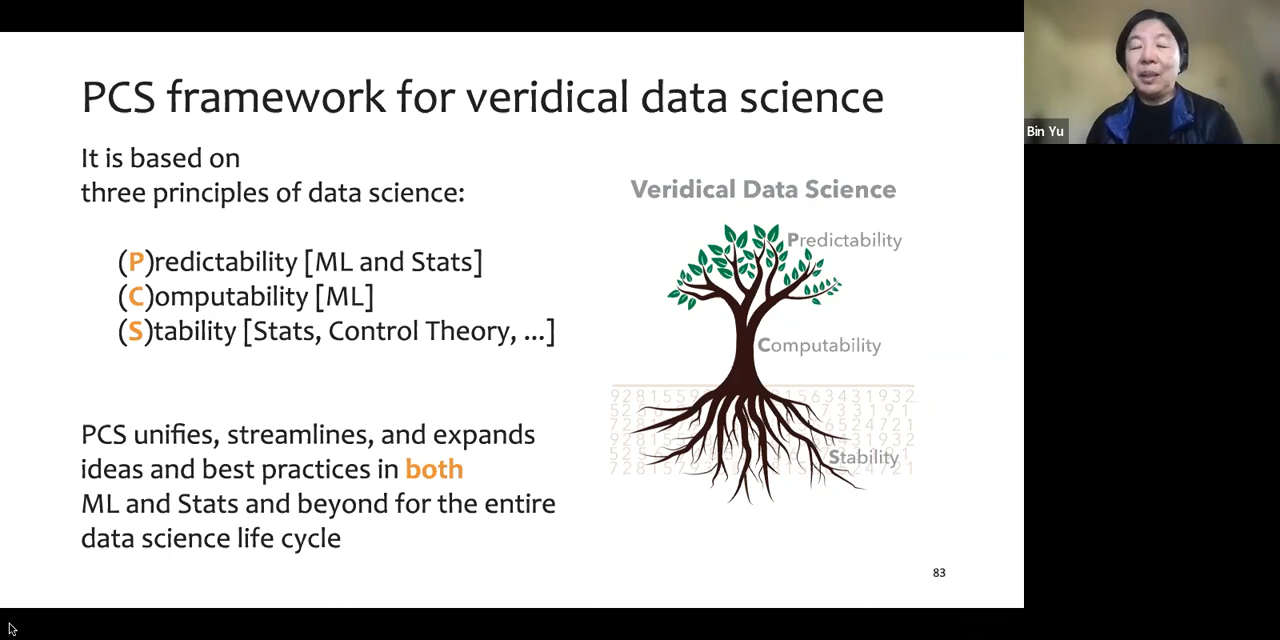 PCS framework for veridical data science
It is based on
three principles of data science:
(P)redictability [ML and Stats]
(C)omputability [ML]
(S)tability [Stats, Control Theory, ...]
PCS unifies, streamlines, and expands
ideas and best practices in both
ML and Stats and beyond for the entire
data science life cycle
Veridical Data Science
Predictability
Computability
Stability
83
Bin Yu